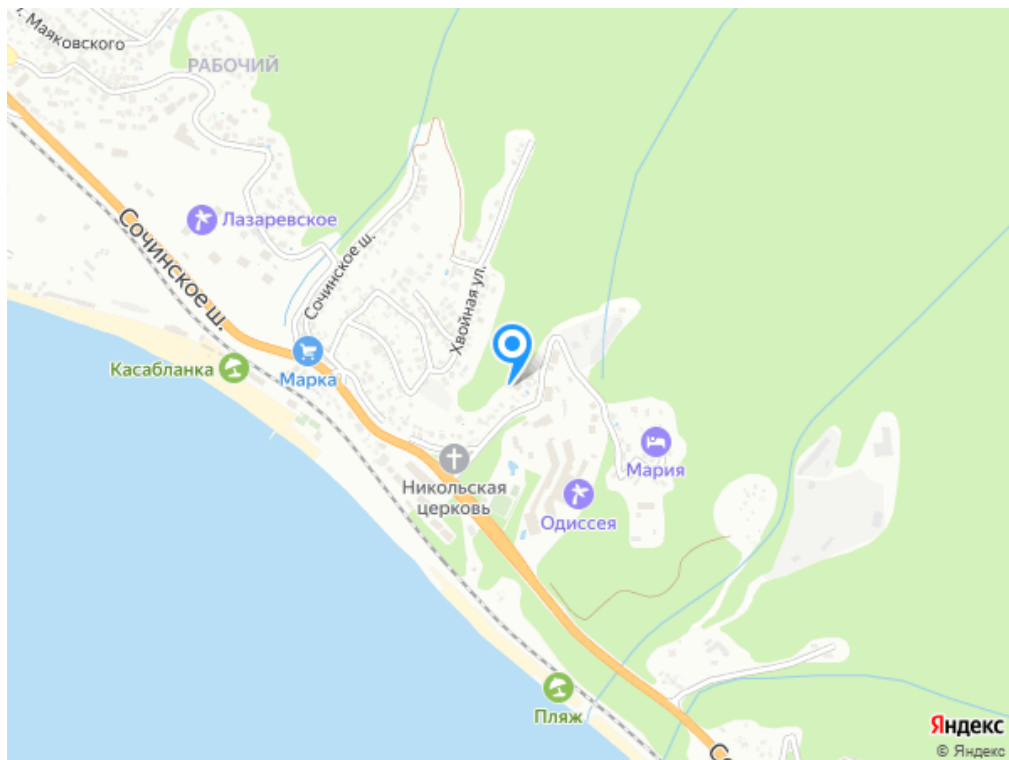 л. Маяковского
РАБОЧИЙ
Лазаревское
Сочинское ш.
Сочинское ш.
Хвойная ул.
Касабланка
Марка
Никольская
церковь
Мария
Одиссея
Пляж
Яндекс
© Яндекс